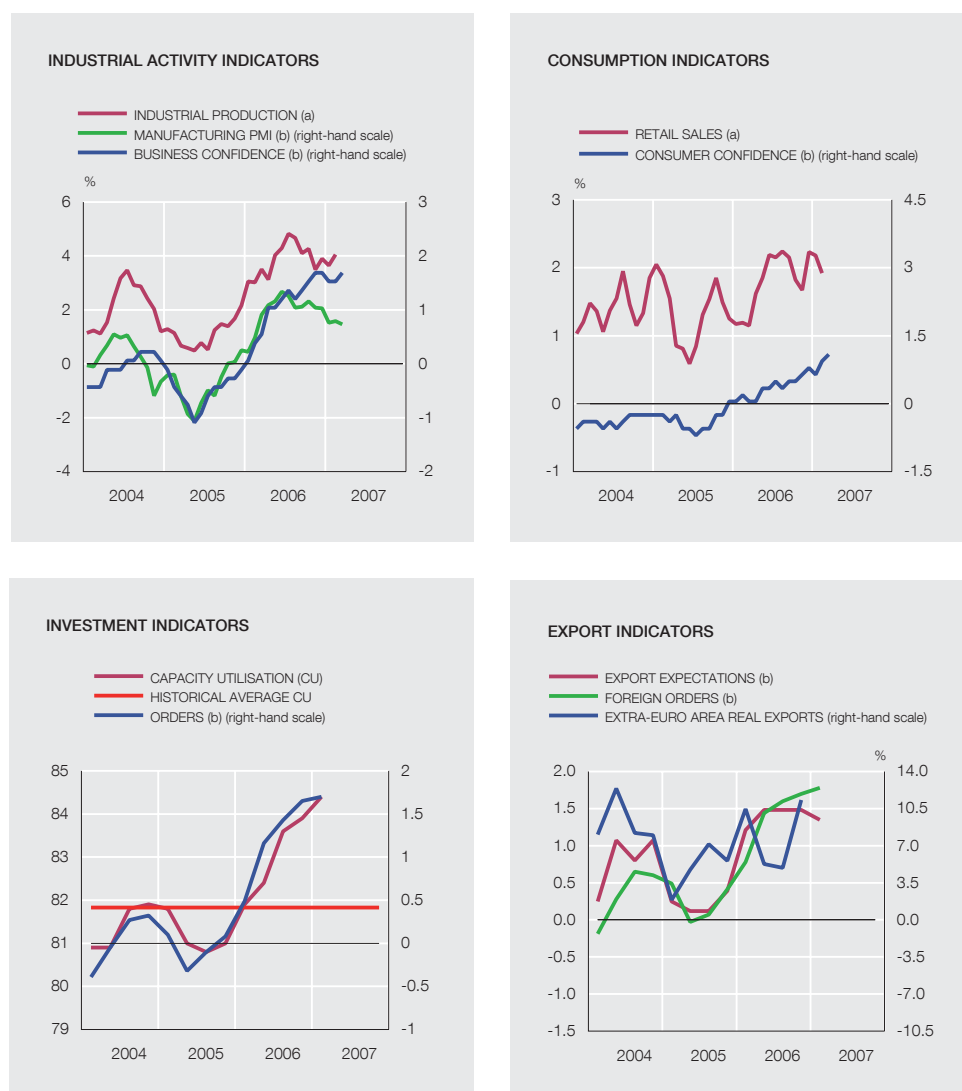 INDUSTRIAL ACTIVITY INDICATORS
INDUSTRIAL PRODUCTION (a)
MANUFACTURING PMI (b) (right-hand scale)
BUSINESS CONFIDENCE (b) (right-hand scale)
%
6 3
4 2
2 1
0 0
-2 -1
-4 -2
2004 2005 2006 2007
CONSUMPTION INDICATORS
RETAIL SALES (a)
CONSUMER CONFIDENCE (b) (right-hand scale)
%
3 4.5
2 3
1 1.5
0 0
-1 -1.5
2004 2005 2006 2007
INVESTMENT INDICATORS
CAPACITY UTILISATION (CU)
HISTORICAL AVERAGE CU
ORDERS (b) (right-hand scale)
85 2
84 1.5
83 1
82 0.5
81 0
80 -0.5
79 -1
2004 2005 2006 2007
EXPORT INDICATORS
EXPORT EXPECTATIONS (b)
FOREIGN ORDERS (b)
EXTRA-EURO AREA REAL EXPORTS (right-hand scale)
%
2.0 14.0
1.5 10.5
1.0 7.0
0.5 3.5
0.0 0.0
-0.5 -3.5
-1.0 -7.0
-1.5 -10.5
2004 2005 2006 2007